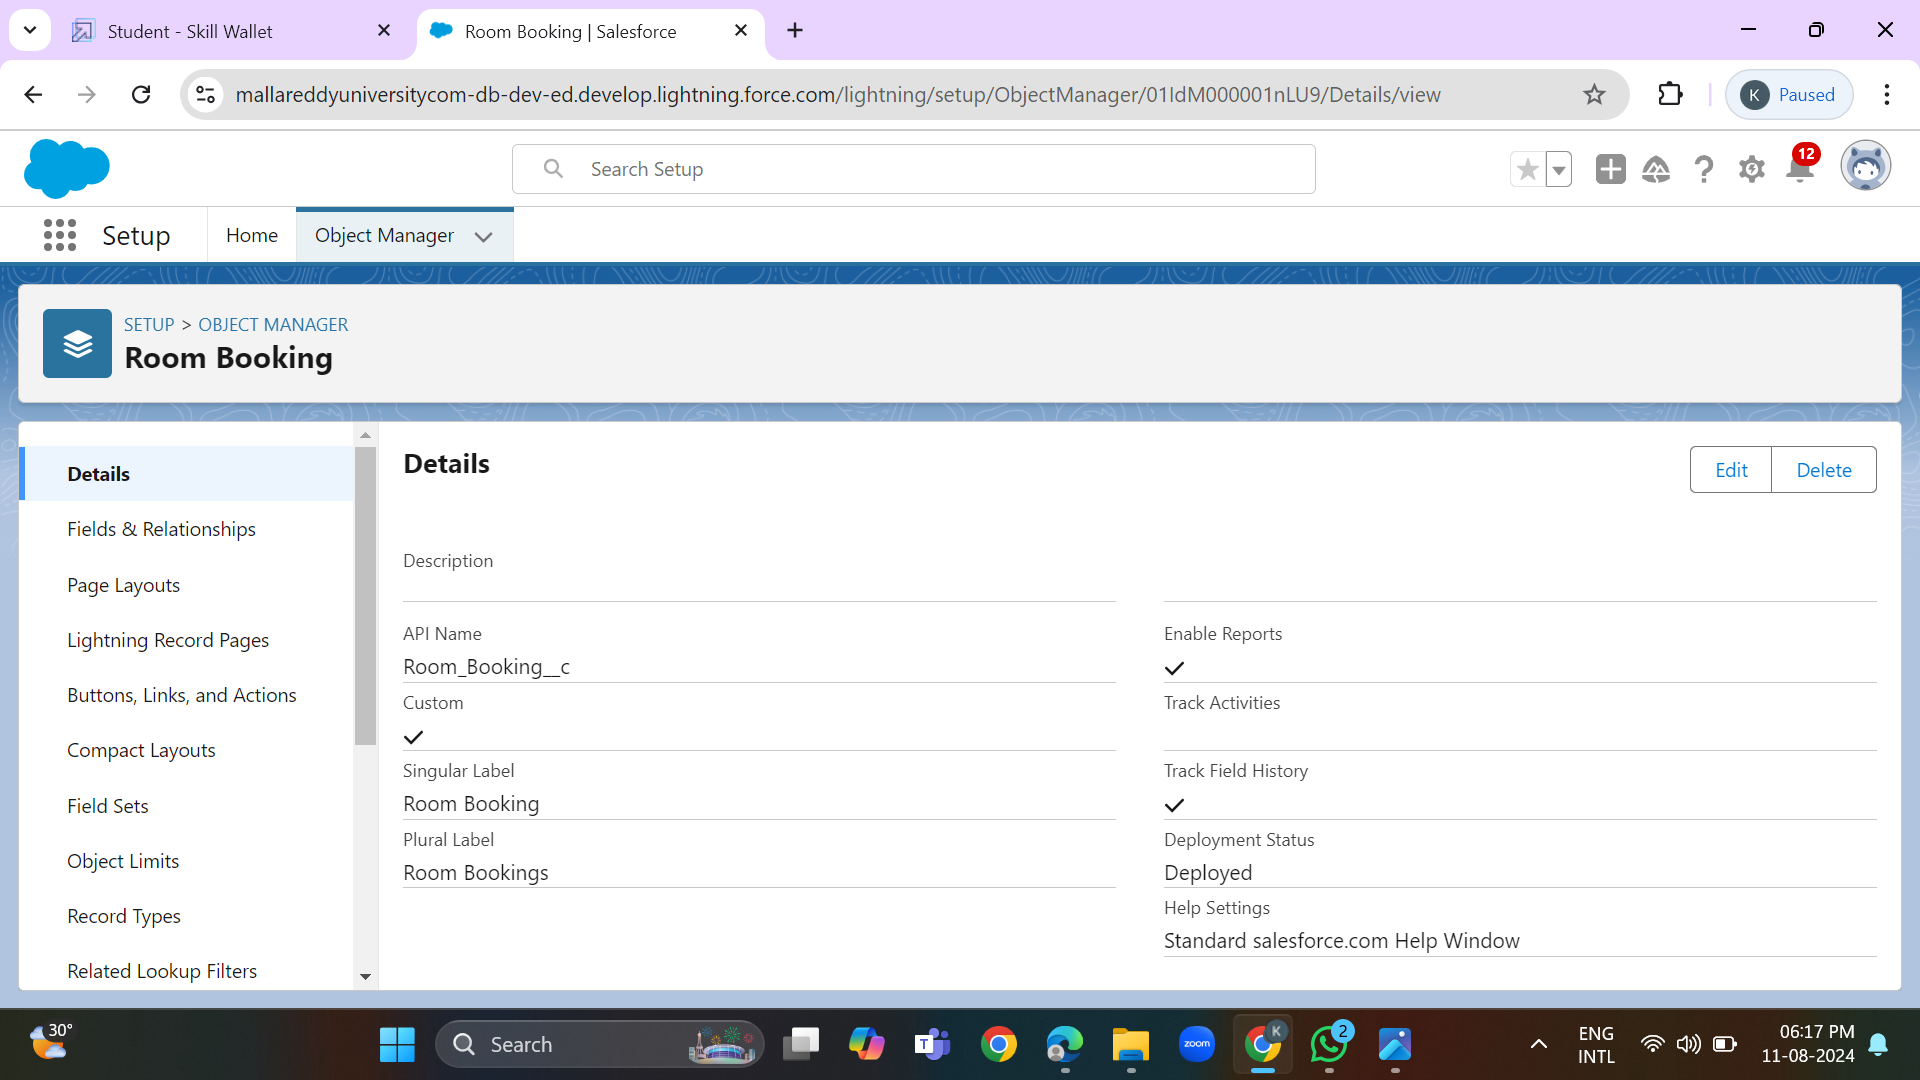 Student - Skill Wallet
Room Booking | Salesforce
mallareddyuniversitycom-db-dev-ed.develop.lightning.force.com/lightning/setup/ObjectManager/01IdM000001nLU9/Details/view
K Paused
Search Setup
12
Setup
Home
Object Manager
SETUP > OBJECT MANAGER
Room Booking
Details
Fields & Relationships
Page Layouts
Lightning Record Pages
Buttons, Links, and Actions
Compact Layouts
Field Sets
Object Limits
Record Types
Related Lookup Filters
Details
Edit
Delete
Description
API Name
Room_Booking__c
Custom
Singular Label
Room Booking
Plural Label
Room Bookings
Enable Reports
Track Activities
Track Field History
Deployment Status
Deployed
Help Settings
Standard salesforce.com Help Window
30°
Search
T
zoom
K
2
ENG
INTL
06:17 PM
11-08-2024